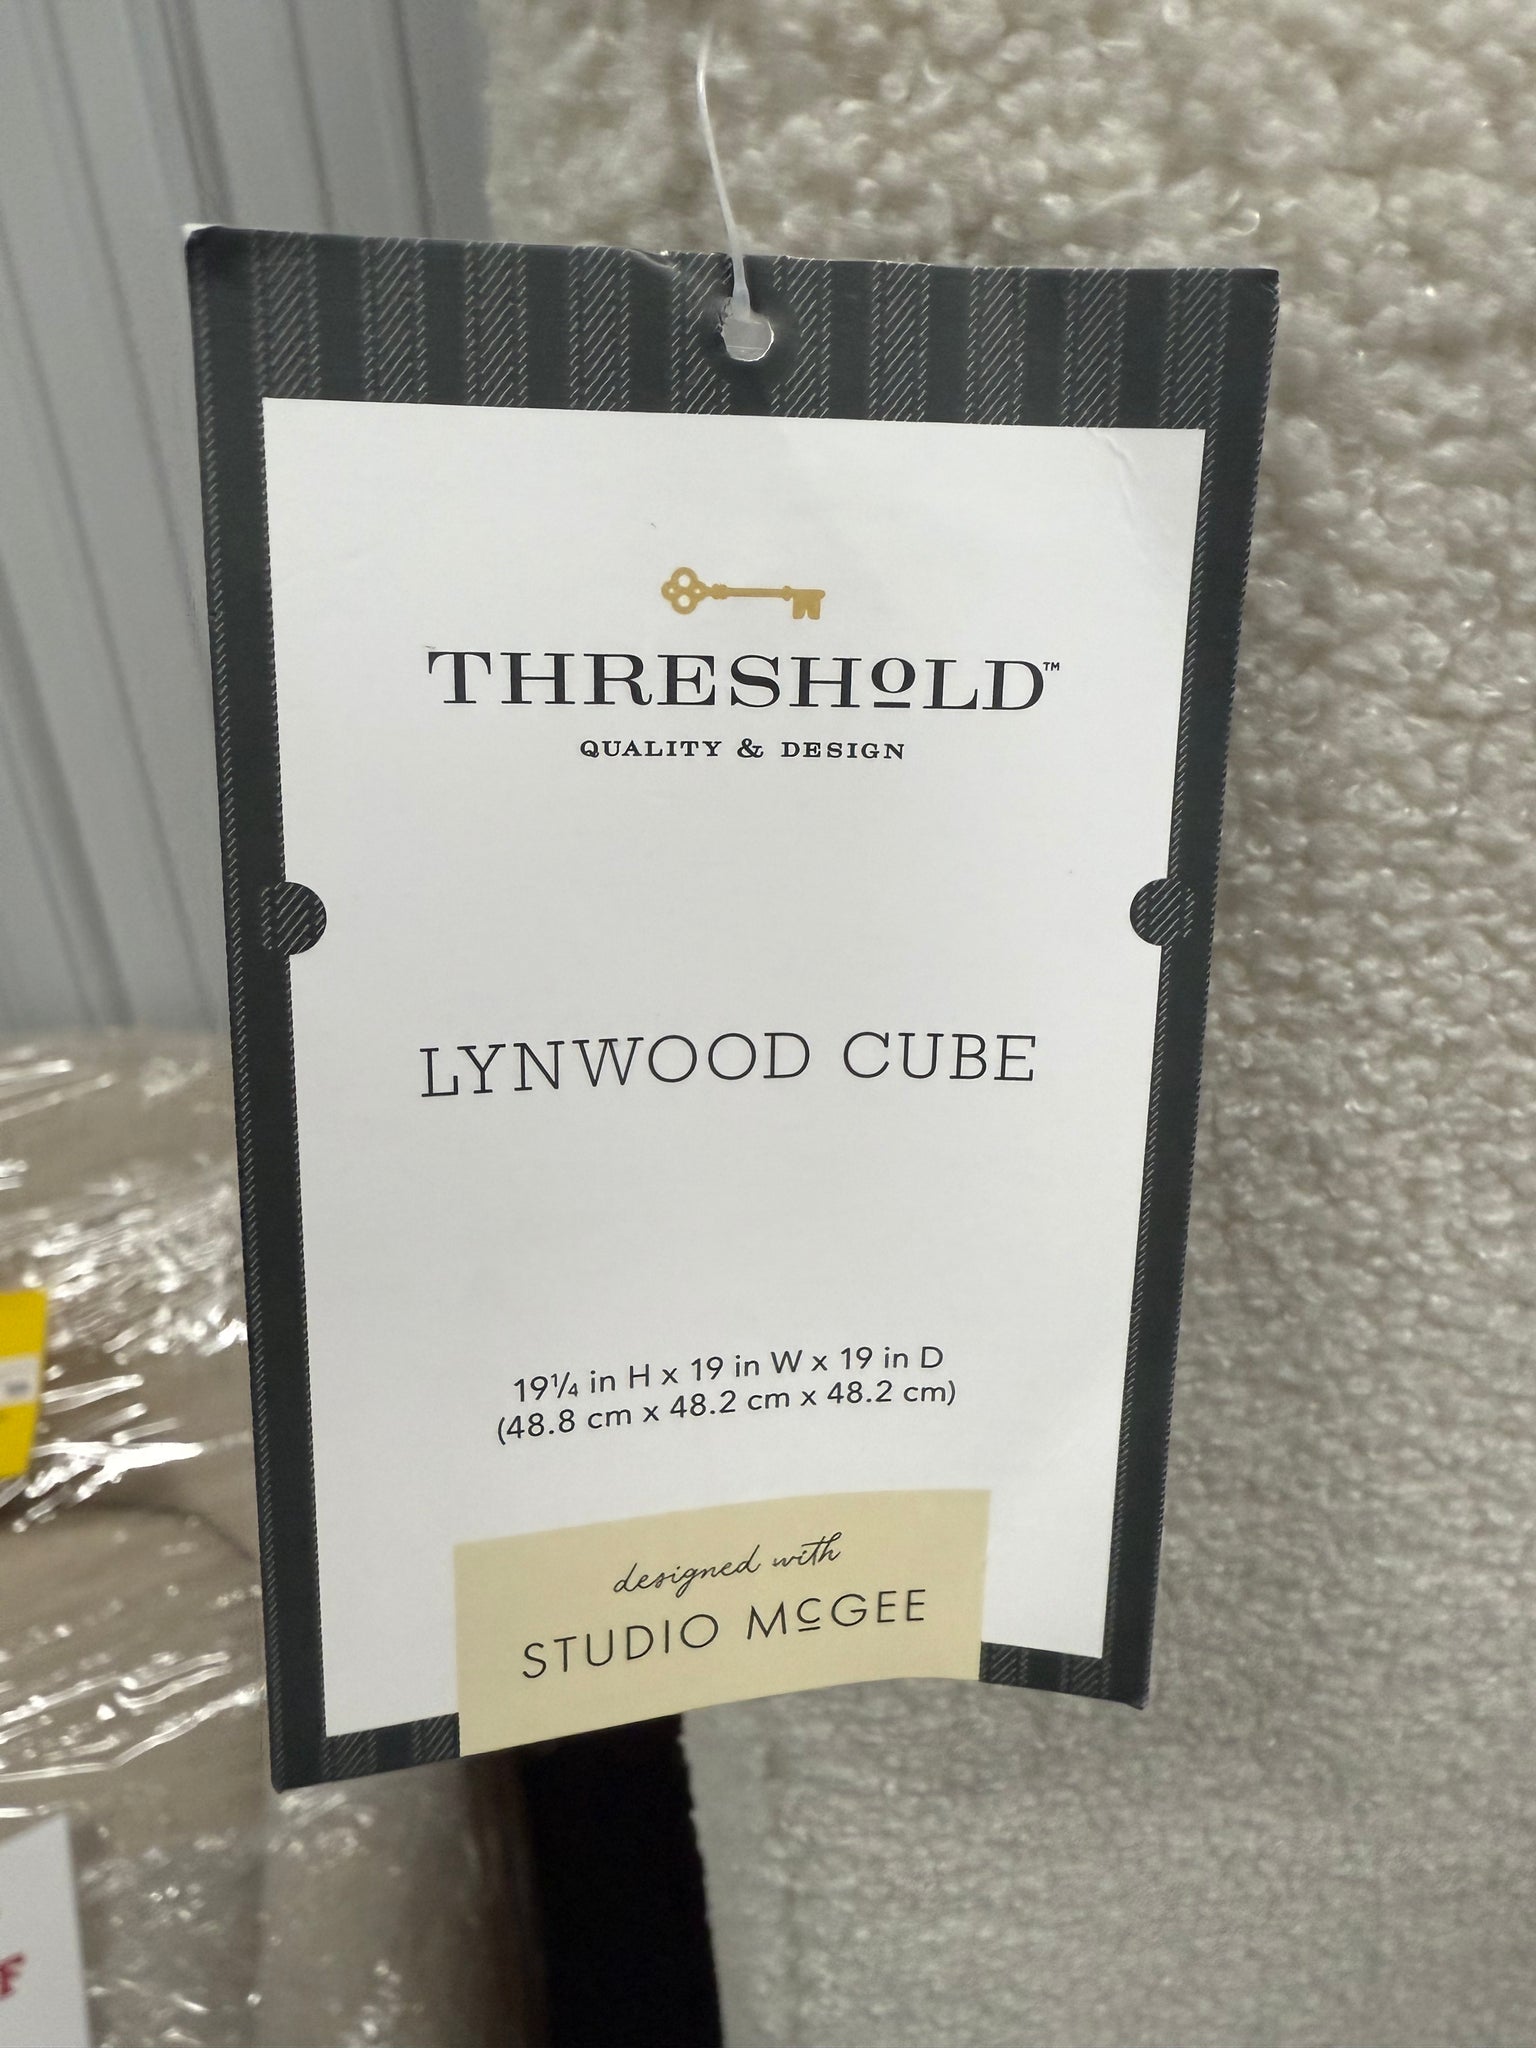 THRESHOLD™
QUALITY & DESIGN
LYNWOOD CUBE
19¼ in H x 19 in W x 19 in D
(48.8 cm x 48.2 cm x 48.2 cm)
designed with
STUDIO McGEE